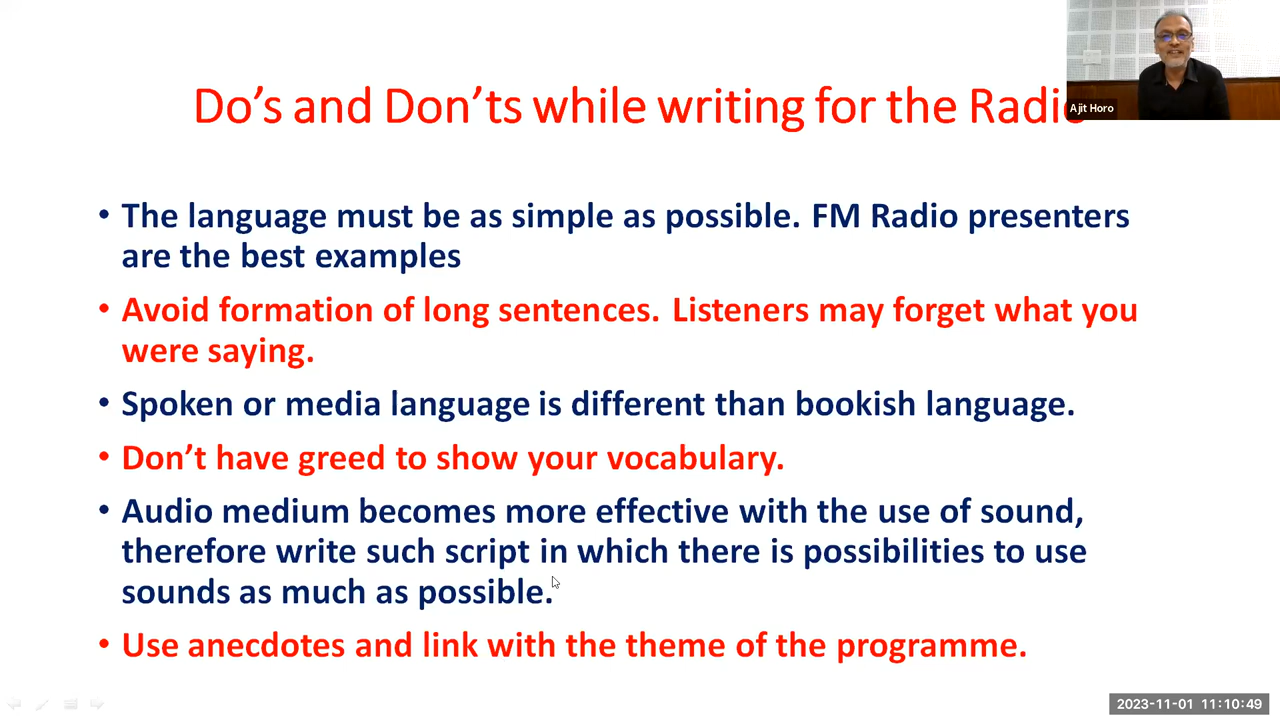 Do's and Don'ts while writing for the Radio
Ajit Horo
• The language must be as simple as possible. FM Radio presenters
are the best examples
• Avoid formation of long sentences. Listeners may forget what you
were saying.
• Spoken or media language is different than bookish language.
• Don't have greed to show your vocabulary.
• Audio medium becomes more effective with the use of sound,
therefore write such script in which there is possibilities to use
sounds as much as possible.
• Use anecdotes and link with the theme of the programme.
2023-11-01 11:10:49